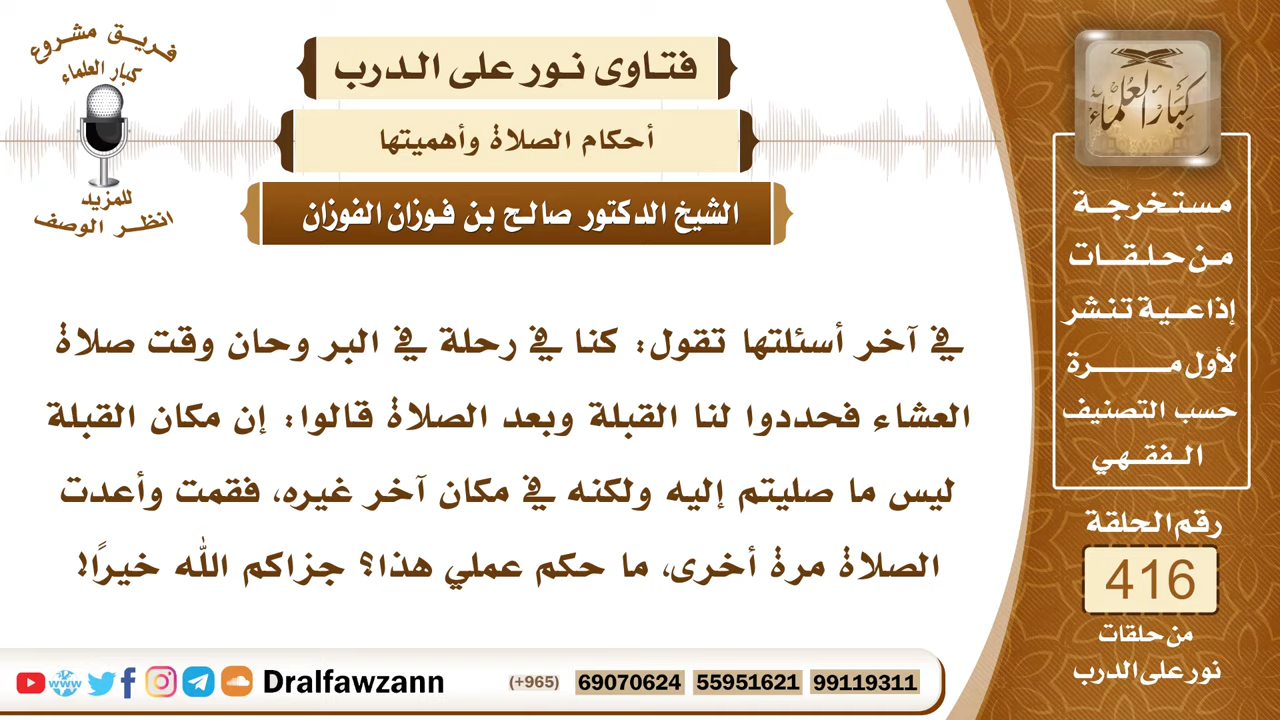 فريق مشروع
كبار العلماء
للمزيد
انظر الوصف
فتاوى نور على الدرب
أحكام الصلاة وأهميتها
الشيخ الدكتور صالح بن فوزان الفوزان
في آخر أسئلتها تقول: كنا في رحلة في البر وحان وقت صلاة
العشاء فحددوا لنا القبلة وبعد الصلاة قالوا: إن مكان القبلة
ليس ما صليتم إليه ولكنه في مكان آخر غيره، فقمت وأعدت
الصلاة مرة أخرى، ما حكم عملي هذا؟ جزاكم الله خيرًا!
كبار العلماء
مستخرجة
من حلقات
إذاعية تنشر
لأول مرة
حسب التصنيف
الفقهي
رقم الحلقة
416
من حلقات
نور على الدرب
www
Dralfawzann
(+965) 69070624 55951621 99119311